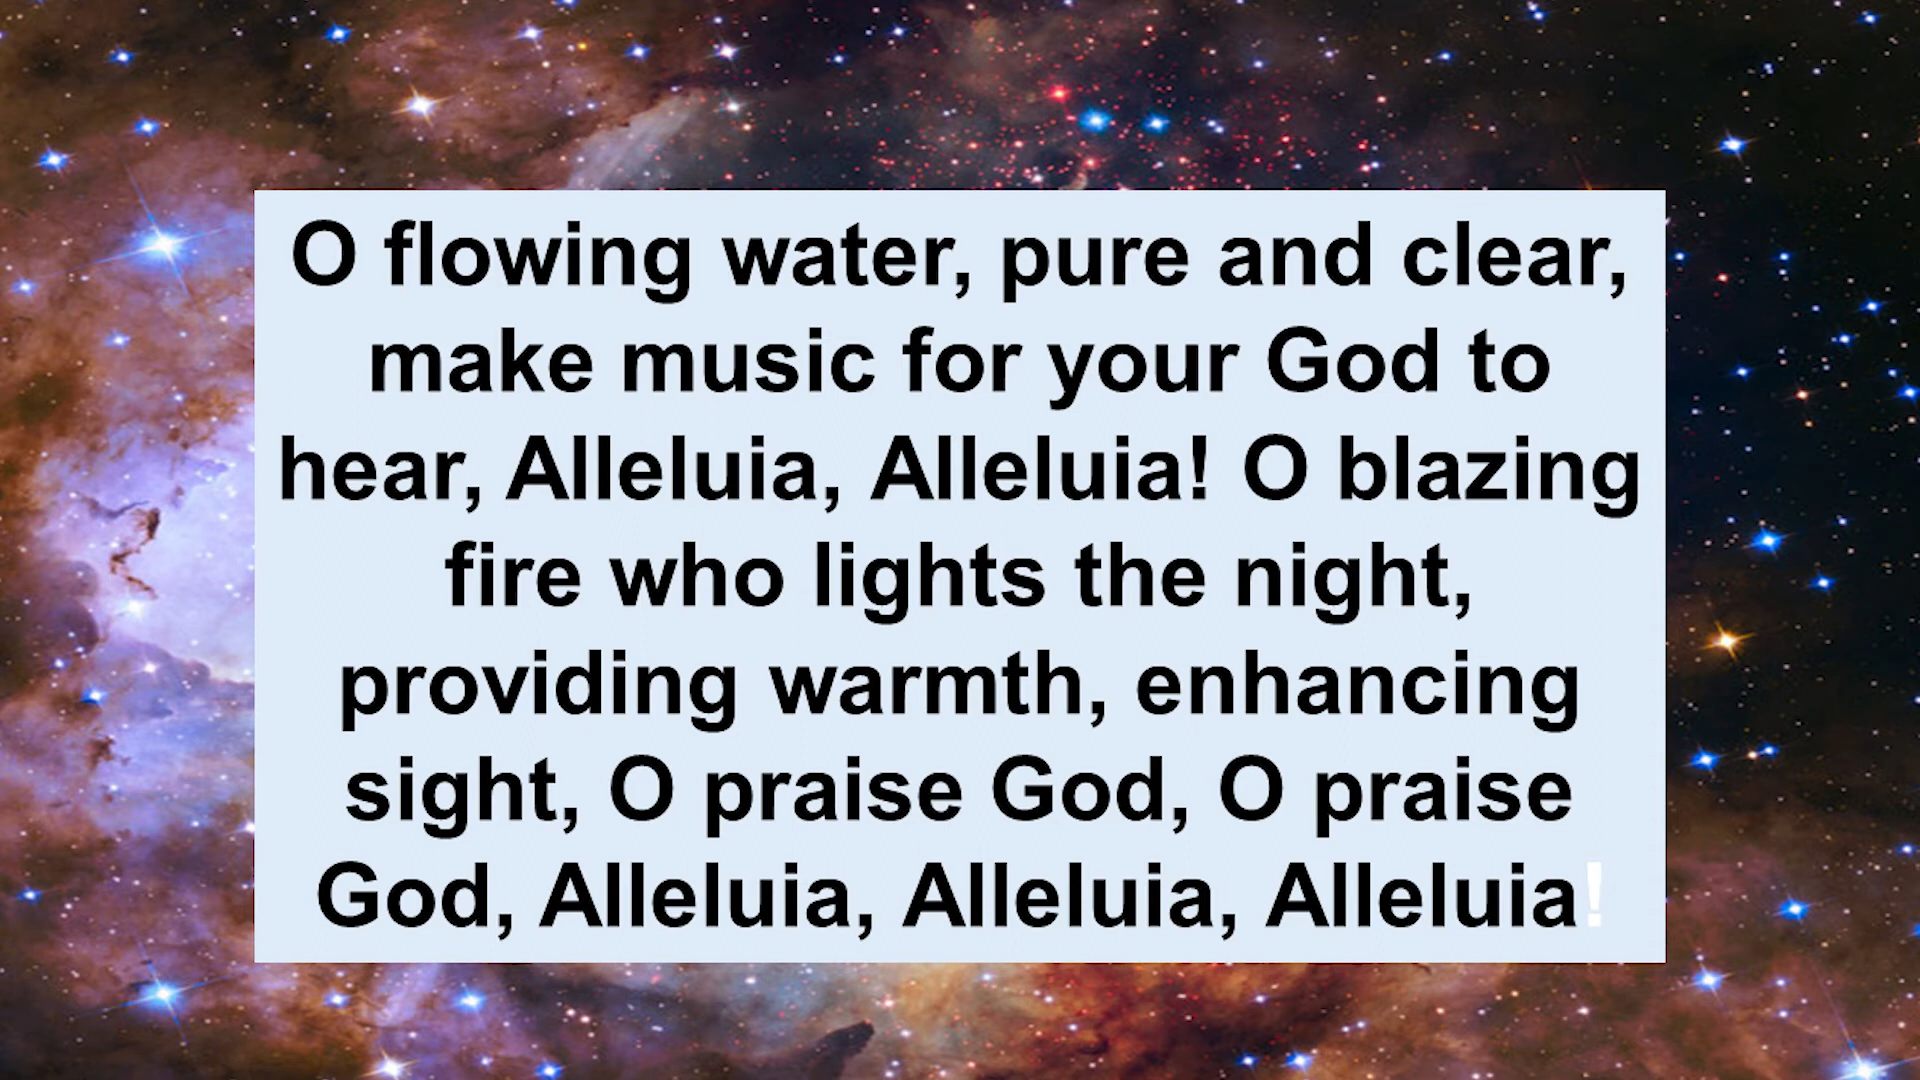 O flowing water, pure and clear,
make music for your God to
hear, Alleluia, Alleluia! O blazing
fire who lights the night,
providing warmth, enhancing
sight, O praise God, O praise
God, Alleluia, Alleluia, Alleluia!